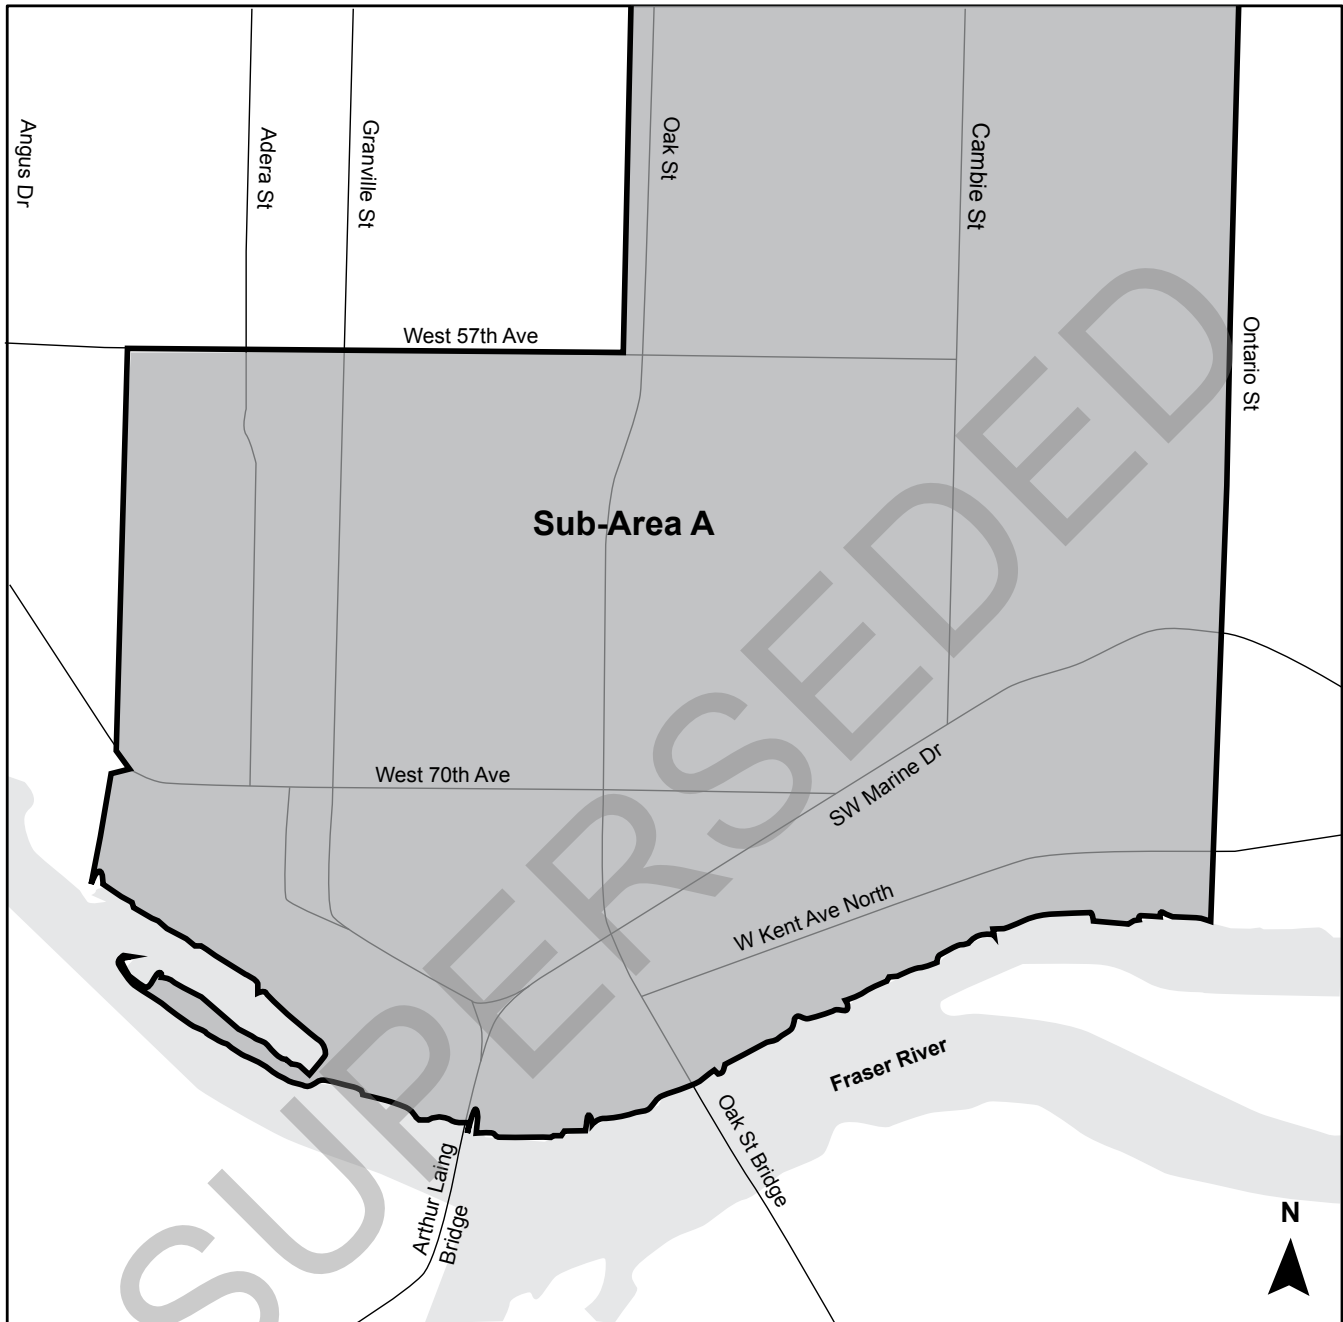 Angus Dr
Adera St
Granville St
Oak St
Cambie St
Ontario St
West 57th Ave
Sub-Area A
West 70th Ave
SW Marine Dr
W Kent Ave North
Fraser River
Oak St Bridge
Arthur Laing
Bridge
N
SUPERSEDED